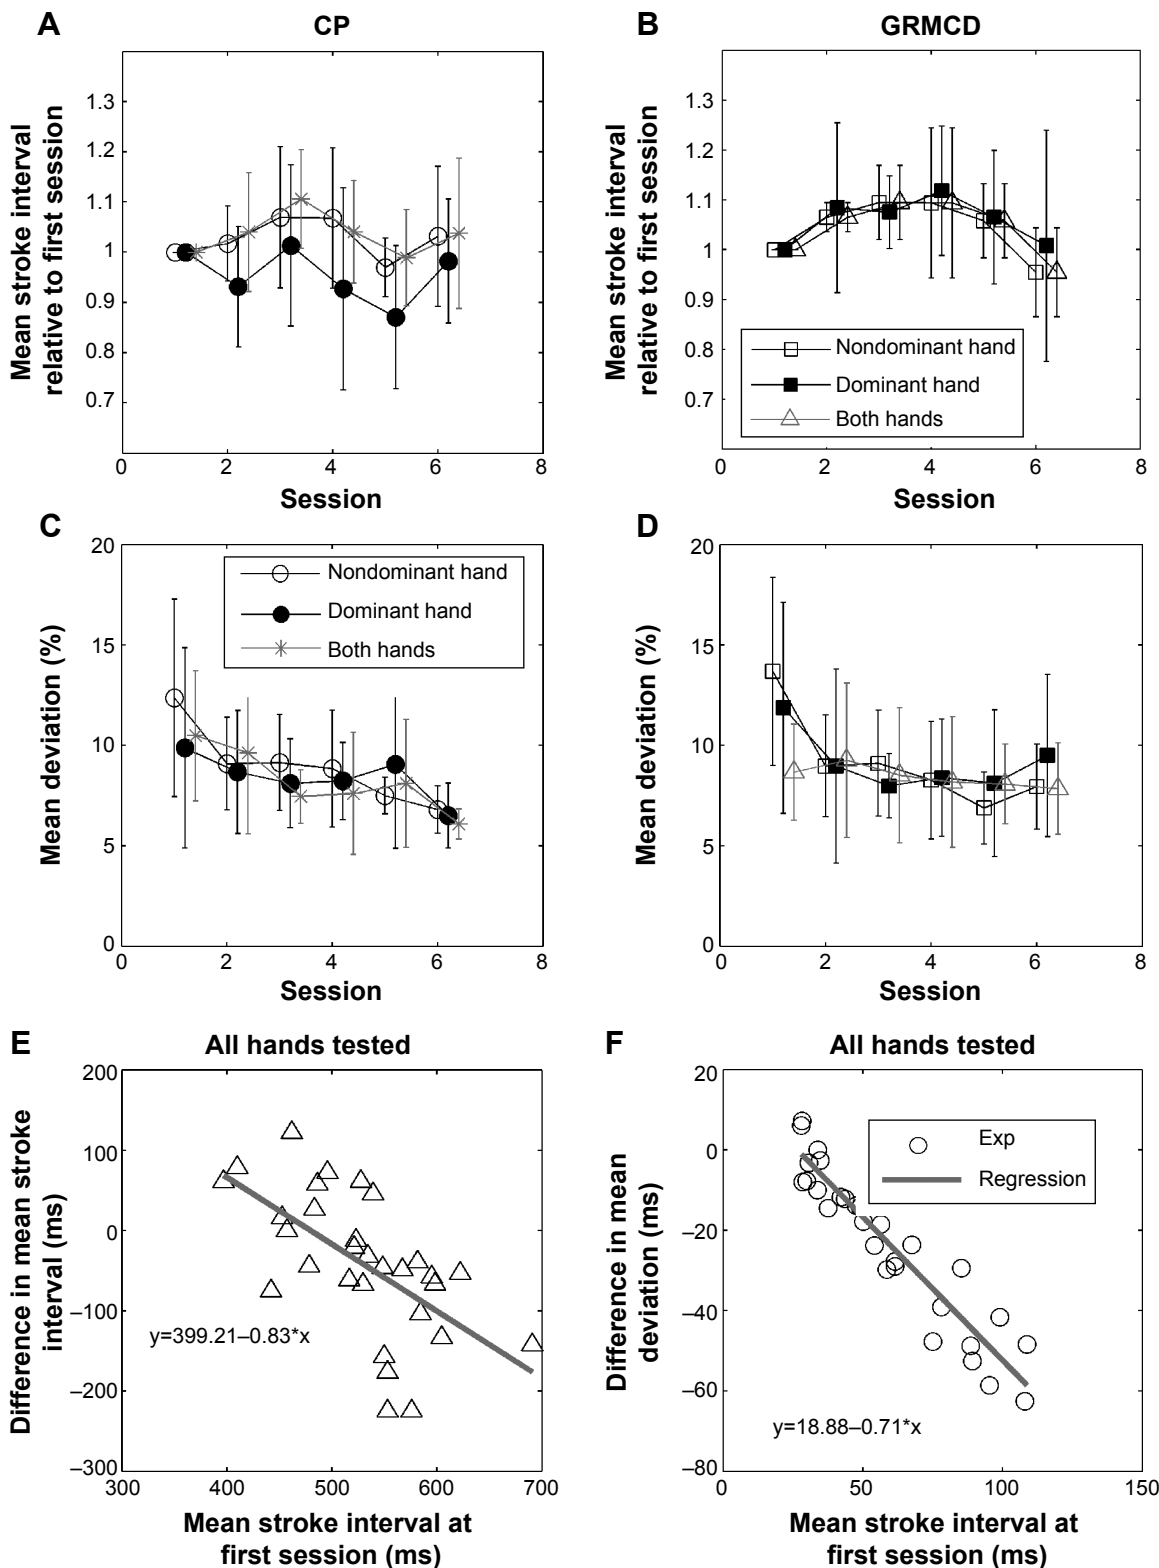 A
CP
Mean stroke interval
relative to first session
1.3
1.2
1.1
1
0.9
0.8
0.7
0
2
4
6
8
Session
B
GRMCD
Mean stroke interval
relative to first session
1.3
1.2
1.1
1
0.9
0.8
0.7
Nondominant hand
Dominant hand
Both hands
0
2
4
6
8
Session
C
Mean deviation (%)
20
15
10
5
0
Nondominant hand
Dominant hand
Both hands
0
2
4
6
8
Session
D
Mean deviation (%)
20
15
10
5
0
0
2
4
6
8
Session
E
All hands tested
Difference in mean stroke
interval (ms)
200
100
0
–100
–200
–300
y=399.21–0.83*x
300
400
500
600
700
Mean stroke interval at
first session (ms)
F
All hands tested
Difference in mean
deviation (ms)
20
0
–20
–40
–60
–80
Exp
Regression
y=18.88–0.71*x
0
50
100
150
Mean stroke interval at
first session (ms)